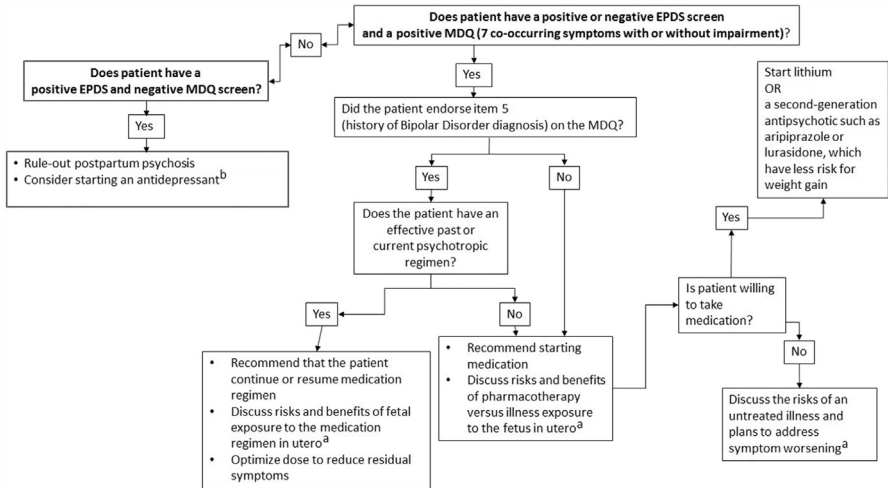 Does patient have a positive or negative EPDS screen
and a positive MDQ (7 co-occurring symptoms with or without impairment)?
No
Does patient have a
positive EPDS and negative MDQ screen?
Yes
• Rule-out postpartum psychosis
• Consider starting an antidepressant b
Yes
Did the patient endorse item 5
(history of Bipolar Disorder diagnosis) on the MDQ?
Yes
No
Does the patient have an
effective past or
current psychotropic
regimen?
Yes
No
• Recommend that the patient
continue or resume medication
regimen
• Discuss risks and benefits of fetal
exposure to the medication
regimen in utero a
• Optimize dose to reduce residual
symptoms
• Recommend starting
medication
• Discuss risks and benefits
of pharmacotherapy
versus illness exposure
to the fetus in utero a
Is patient willing
to take
medication?
Yes
Start lithium
OR
a second-generation
antipsychotic such as
aripiprazole or
lurasidone, which
have less risk for
weight gain
No
Discuss the risks of an
untreated illness and
plans to address
symptom worsening a